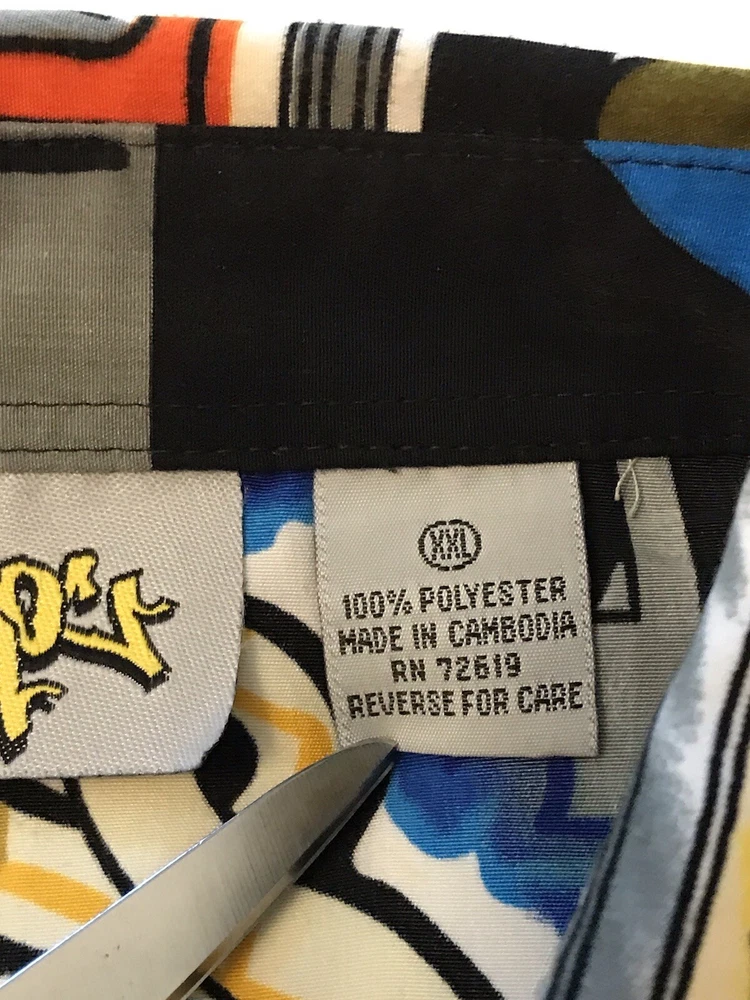 XXL
100% POLYESTER
MADE IN CAMBODIA
RN 72619
REVERSE FOR CARE